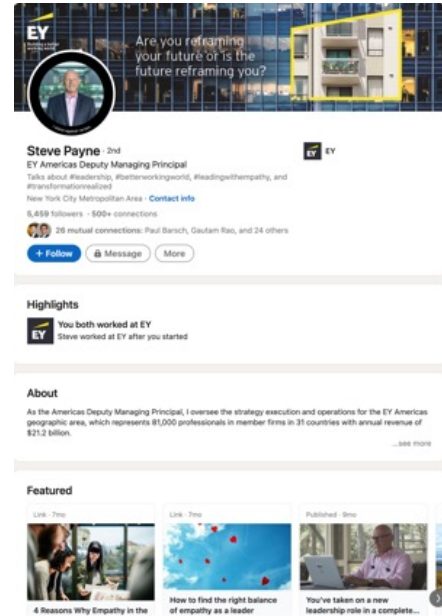 EY
Building a better
working world
Are you reframing
your future or is the
future reframing you?
Steve Payne · 2nd
EY Americas Deputy Managing Principal
Talks about #leadership, #betterworkingworld, #leadingwithempathy, and
#transformationrealized
New York City Metropolitan Area · Contact info
EY EY
5,459 followers · 500+ connections
26 mutual connections: Paul Barsch, Gautam Rao, and 24 others
+ Follow
Message
More
Highlights
EY
You both worked at EY
Steve worked at EY after you started
About
As the Americas Deputy Managing Principal, I oversee the strategy execution and operations for the EY Americas
geographic area, which represents 81,000 professionals in member firms in 31 countries with annual revenue of
$21.2 billion.
...see more
Featured
Link · 7mo
4 Reasons Why Empathy in the
Link · 7mo
How to find the right balance
of empathy as a leader
Published · 9mo
You've taken on a new
leadership role in a complete...